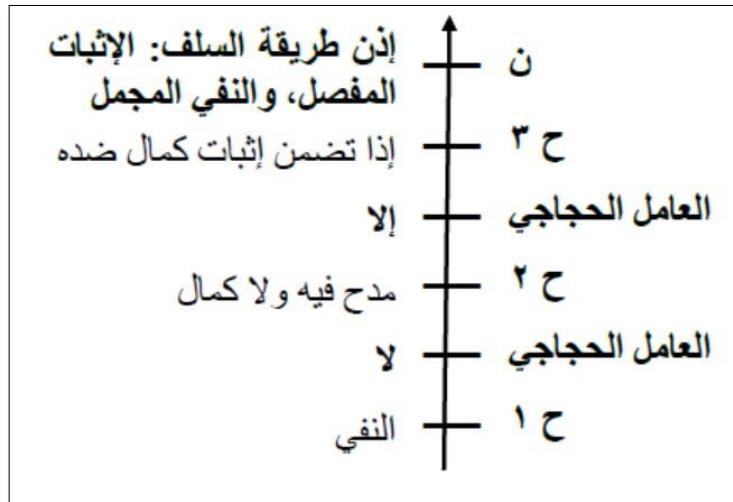 إذن طريقة السلف: الإثبات
المفصل، والنفي المجمل
ن
ح ٣
إذا تضمن إثبات كمال ضده
العامل الحجاجي
إلا
ح ٢
مدح فيه ولا كمال
العامل الحجاجي
لا
ح ١
النفي